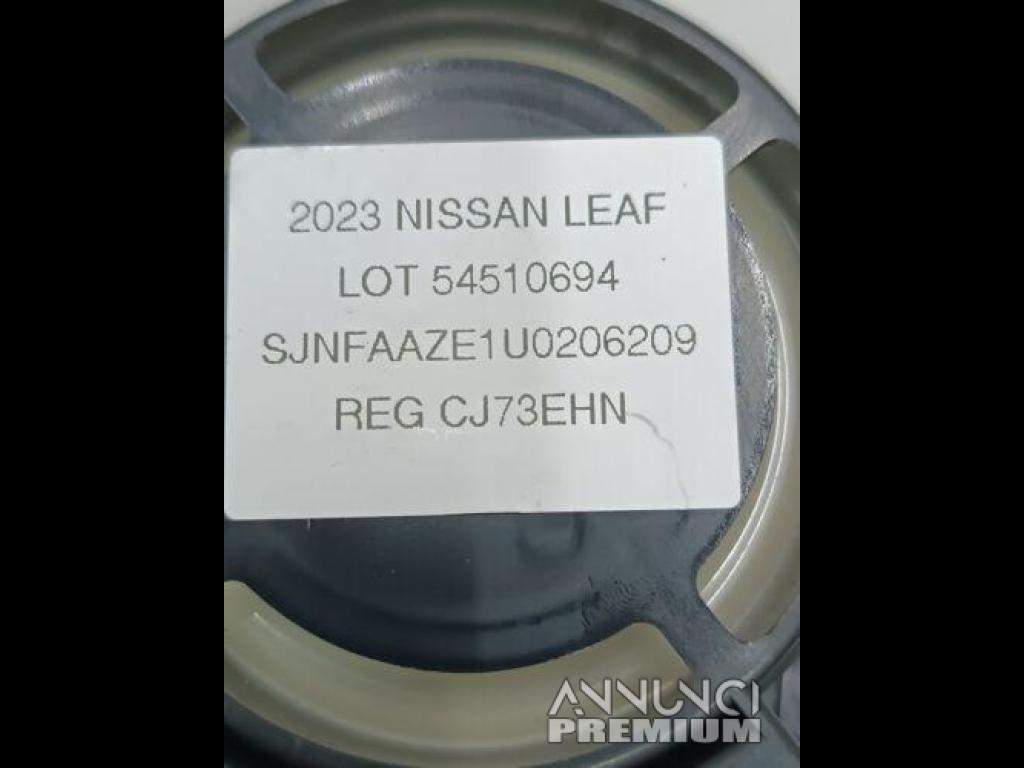 2023 NISSAN LEAF
LOT 54510694
SJNFAAZE1U0206209
REG CJ73EHN
ANNUNCI
PREMIUM